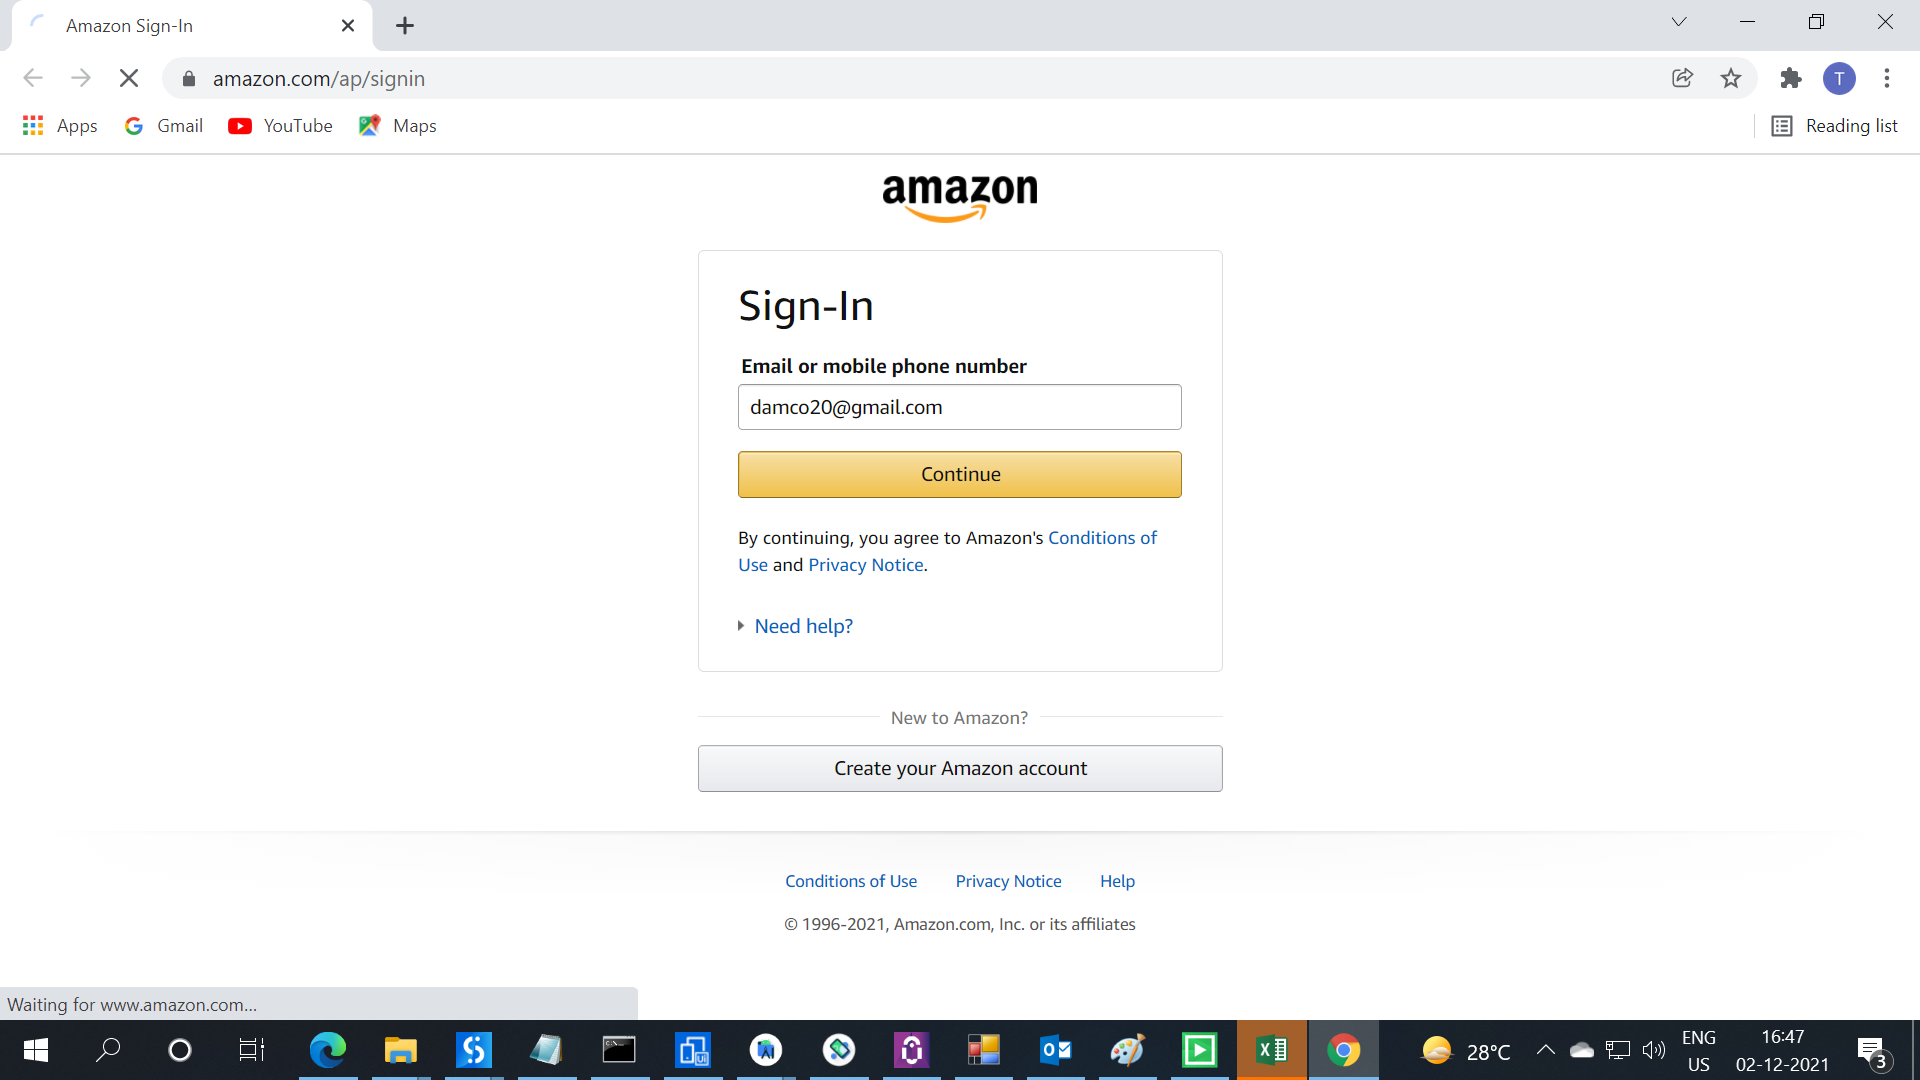 Amazon Sign-In
amazon.com/ap/signin
T
Apps
Gmail
YouTube
Maps
Reading list
amazon
Sign-In
Email or mobile phone number
damco20@gmail.com
Continue
By continuing, you agree to Amazon's Conditions of
Use and Privacy Notice.
Need help?
New to Amazon?
Create your Amazon account
Conditions of Use Privacy Notice Help
© 1996-2021, Amazon.com, Inc. or its affiliates
Waiting for www.amazon.com...
28°C
ENG
US
16:47
02-12-2021
3